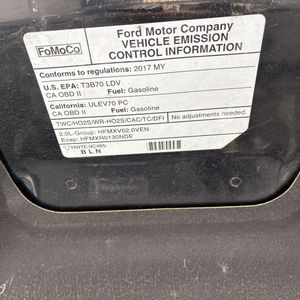 FoMoCo
Ford Motor Company
VEHICLE EMISSION
CONTROL INFORMATION
Conforms to regulations: 2017 MY
U.S. EPA: T3B70 LDV
CA OBD II Fuel: Gasoline
California: ULEV70 PC
CA OBD II Fuel: Gasoline
TWC/HO2S/WR-HO2S/CAC/TC/DFI No adjustments needed.
2.0L-Group: HFMXV02.0VEN
Evap: HFMXR0130NDE
HW7E-9C485-
B L N